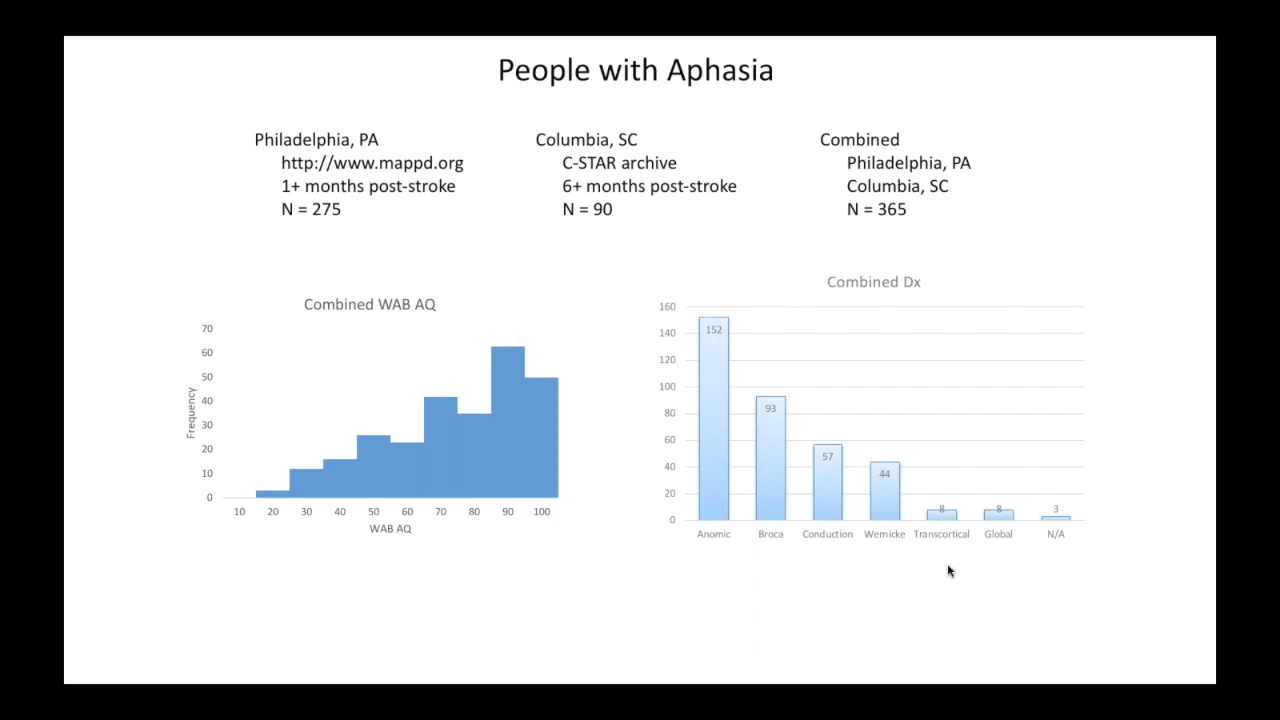 People with Aphasia
Philadelphia, PA
http://www.mappd.org
1+ months post-stroke
N = 275
Columbia, SC
C-STAR archive
6+ months post-stroke
N = 90
Combined
Philadelphia, PA
Columbia, SC
N = 365
Combined WAB AQ
70
60
50
40
30
20
10
0
Frequency
10 20 30 40 50 60 70 80 90 100
WAB AQ
Combined Dx
160
140
120
100
80
60
40
20
0
152 93 57 44 8 8 3
Anomic Broca Conduction Wernicke Transcortical Global N/A